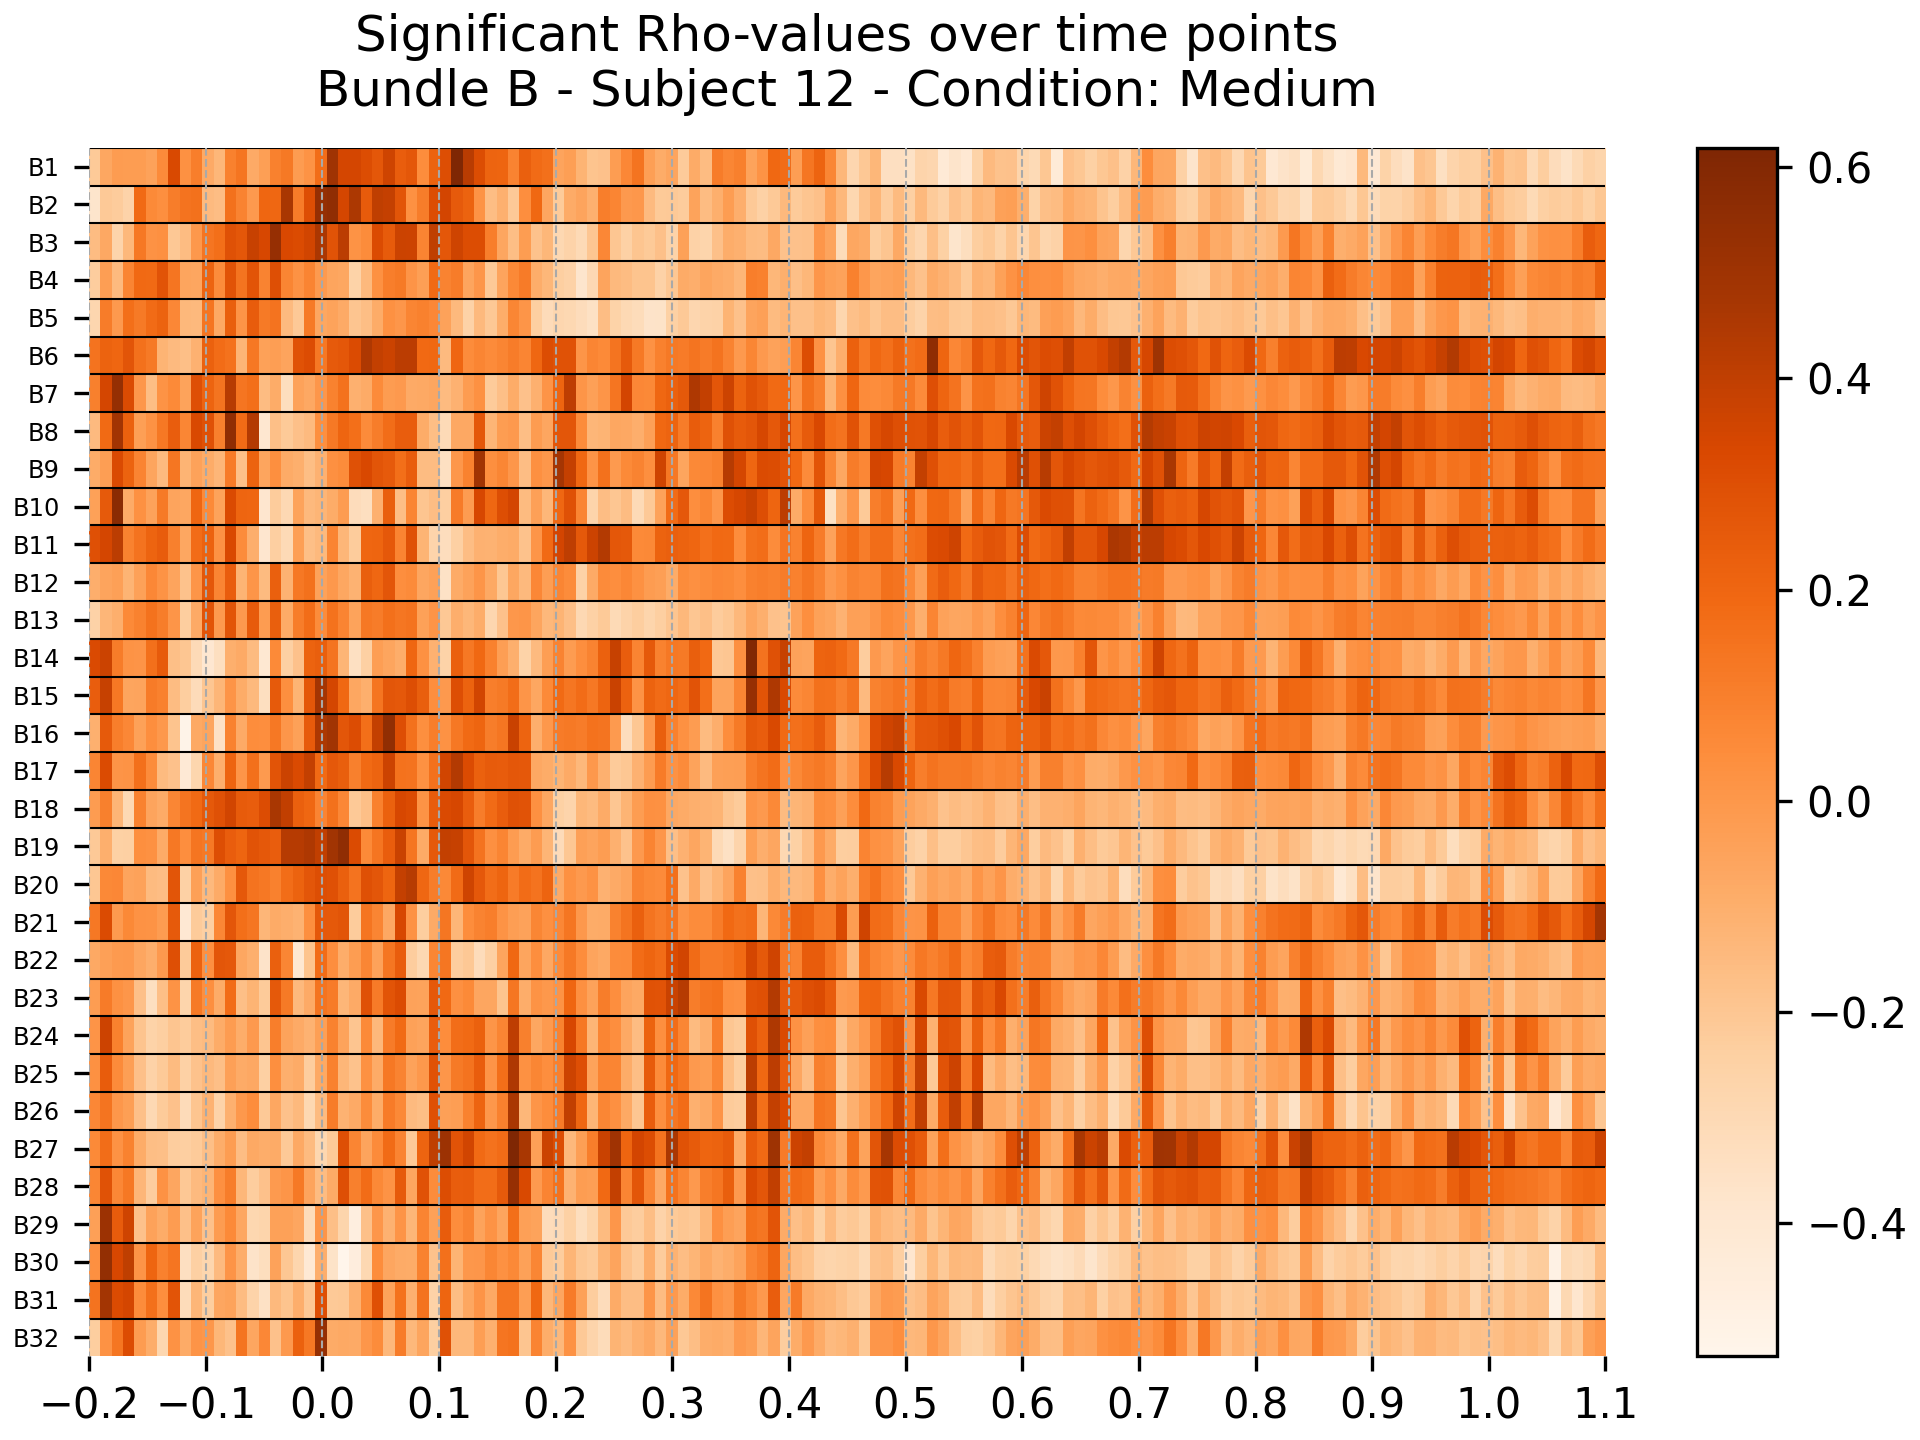 Significant Rho-values over time points
Bundle B - Subject 12 - Condition: Medium
B1
B2
B3
B4
B5
B6
B7
B8
B9
B10
B11
B12
B13
B14
B15
B16
B17
B18
B19
B20
B21
B22
B23
B24
B25
B26
B27
B28
B29
B30
B31
B32
−0.2 −0.1 0.0 0.1 0.2 0.3 0.4 0.5 0.6 0.7 0.8 0.9 1.0 1.1
0.6
0.4
0.2
0.0
−0.2
−0.4